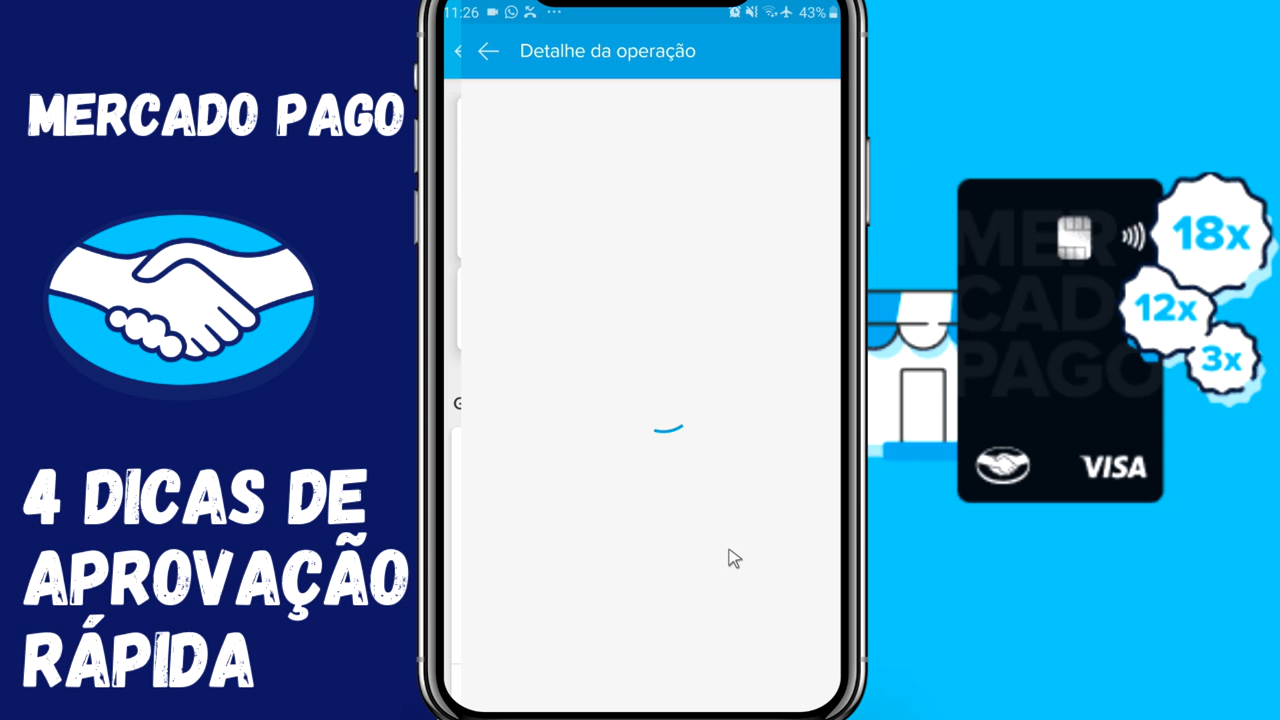 MERCADO PAGO
4 DICAS DE
APROVAÇÃO
RÁPIDA
11:26
43%
Detalhe da operação
MER
CAD
PAGO
VISA
18x
12x
3x